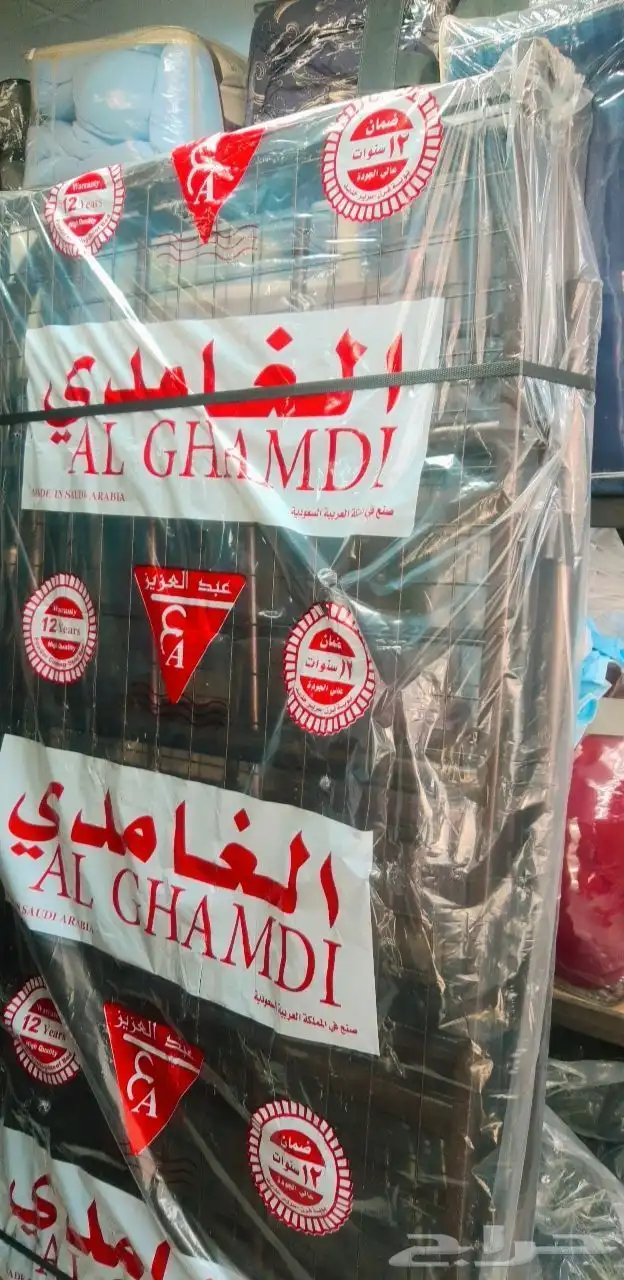 Warranty
12 Years
High Quality
ضمان
١٢ سنوات
عالي الجودة
الغامدي
AL GHAMDI
MADE IN SAUDI ARABIA
صنع في المملكة العربية السعودية
Warranty
12 Years
High Quality
عبد العزيز
ع
A
ضمان
١٢ سنوات
عالي الجودة
الغامدي
AL GHAMDI
SAUDI ARABIA
صنع في المملكة العربية السعودية
12 Years
High Quality
عبد العزيز
ع
A
ضمان
١٢ سنوات
عالي الجودة
حراج